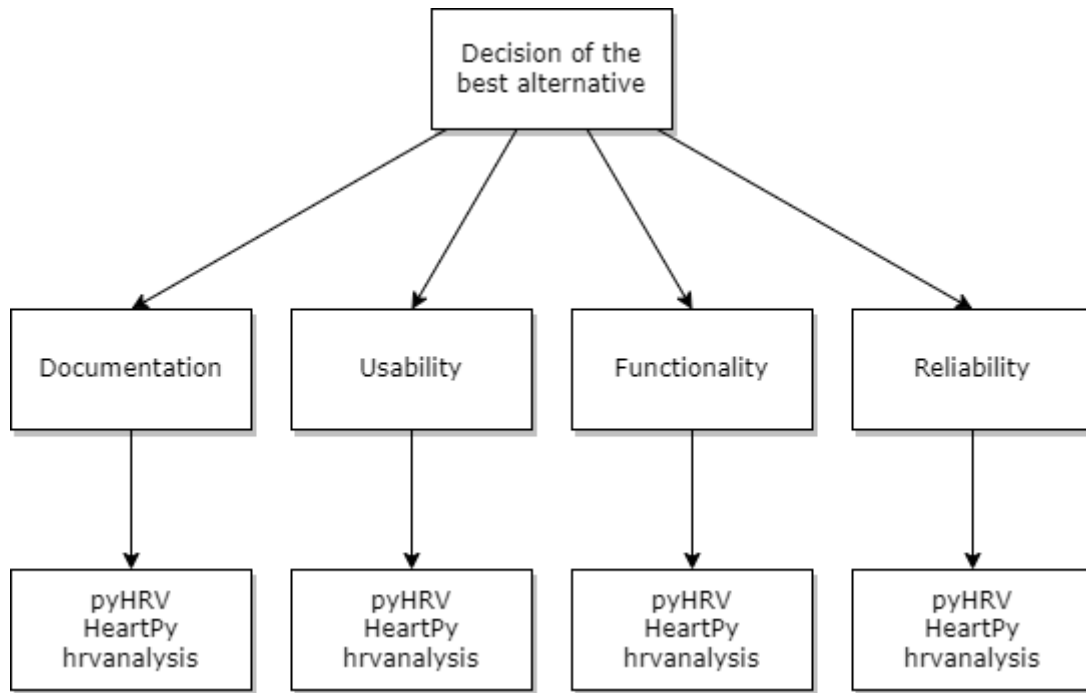 Decision of the
best alternative
Documentation
Usability
Functionality
Reliability
pyHRV
HeartPy
hrvanalysis
pyHRV
HeartPy
hrvanalysis
pyHRV
HeartPy
hrvanalysis
pyHRV
HeartPy
hrvanalysis